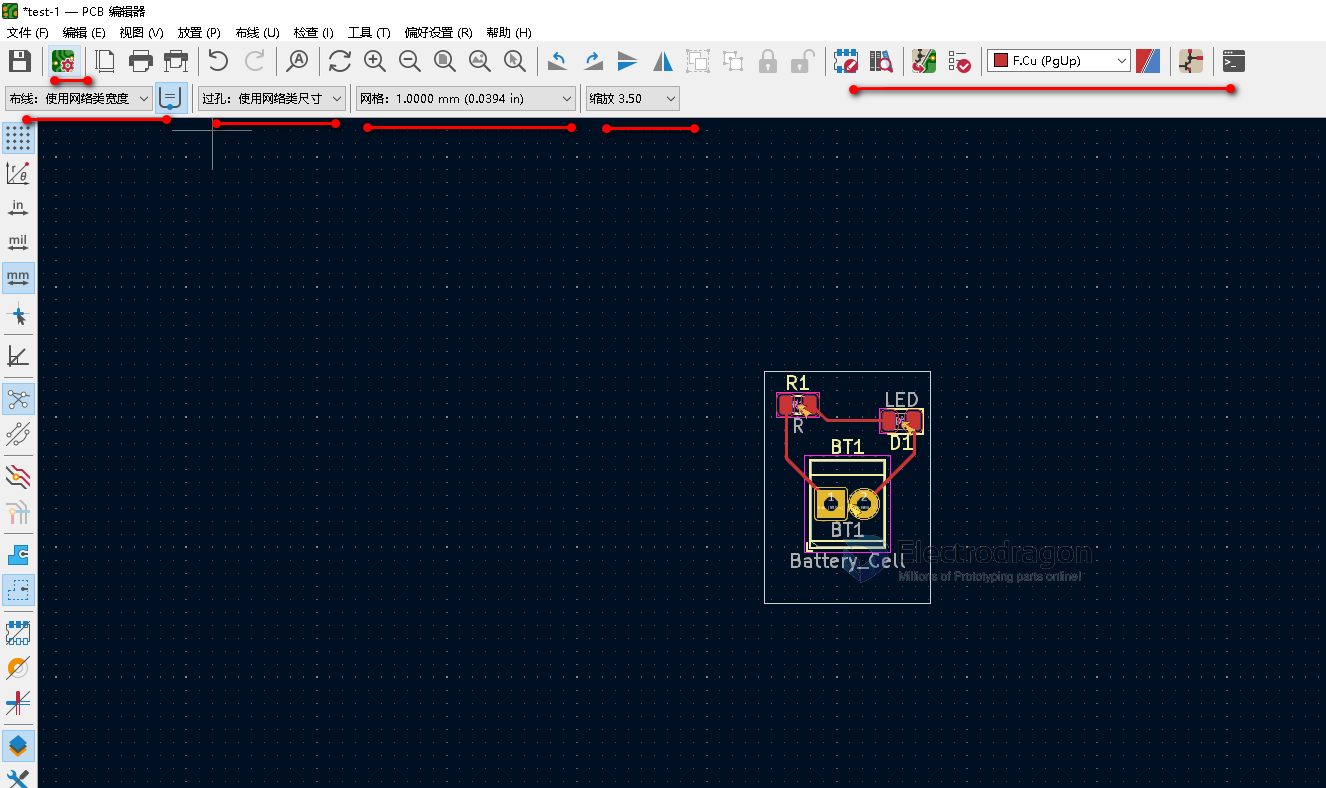 *test-1 — PCB 编辑器
文件 (F) 编辑 (E) 视图 (V) 放置 (P) 布线 (U) 检查 (I) 工具 (T) 偏好设置 (R) 帮助 (H)
F.Cu (PgUp)
布线: 使用网络类宽度 过孔: 使用网络类尺寸 网格: 1.0000 mm (0.0394 in) 缩放 3.50
in
mil
mm
R1
LED
R
D1
BT1
1 2
BT1
Battery_Cell
Electrodragon
Millions of Prototyping parts online!